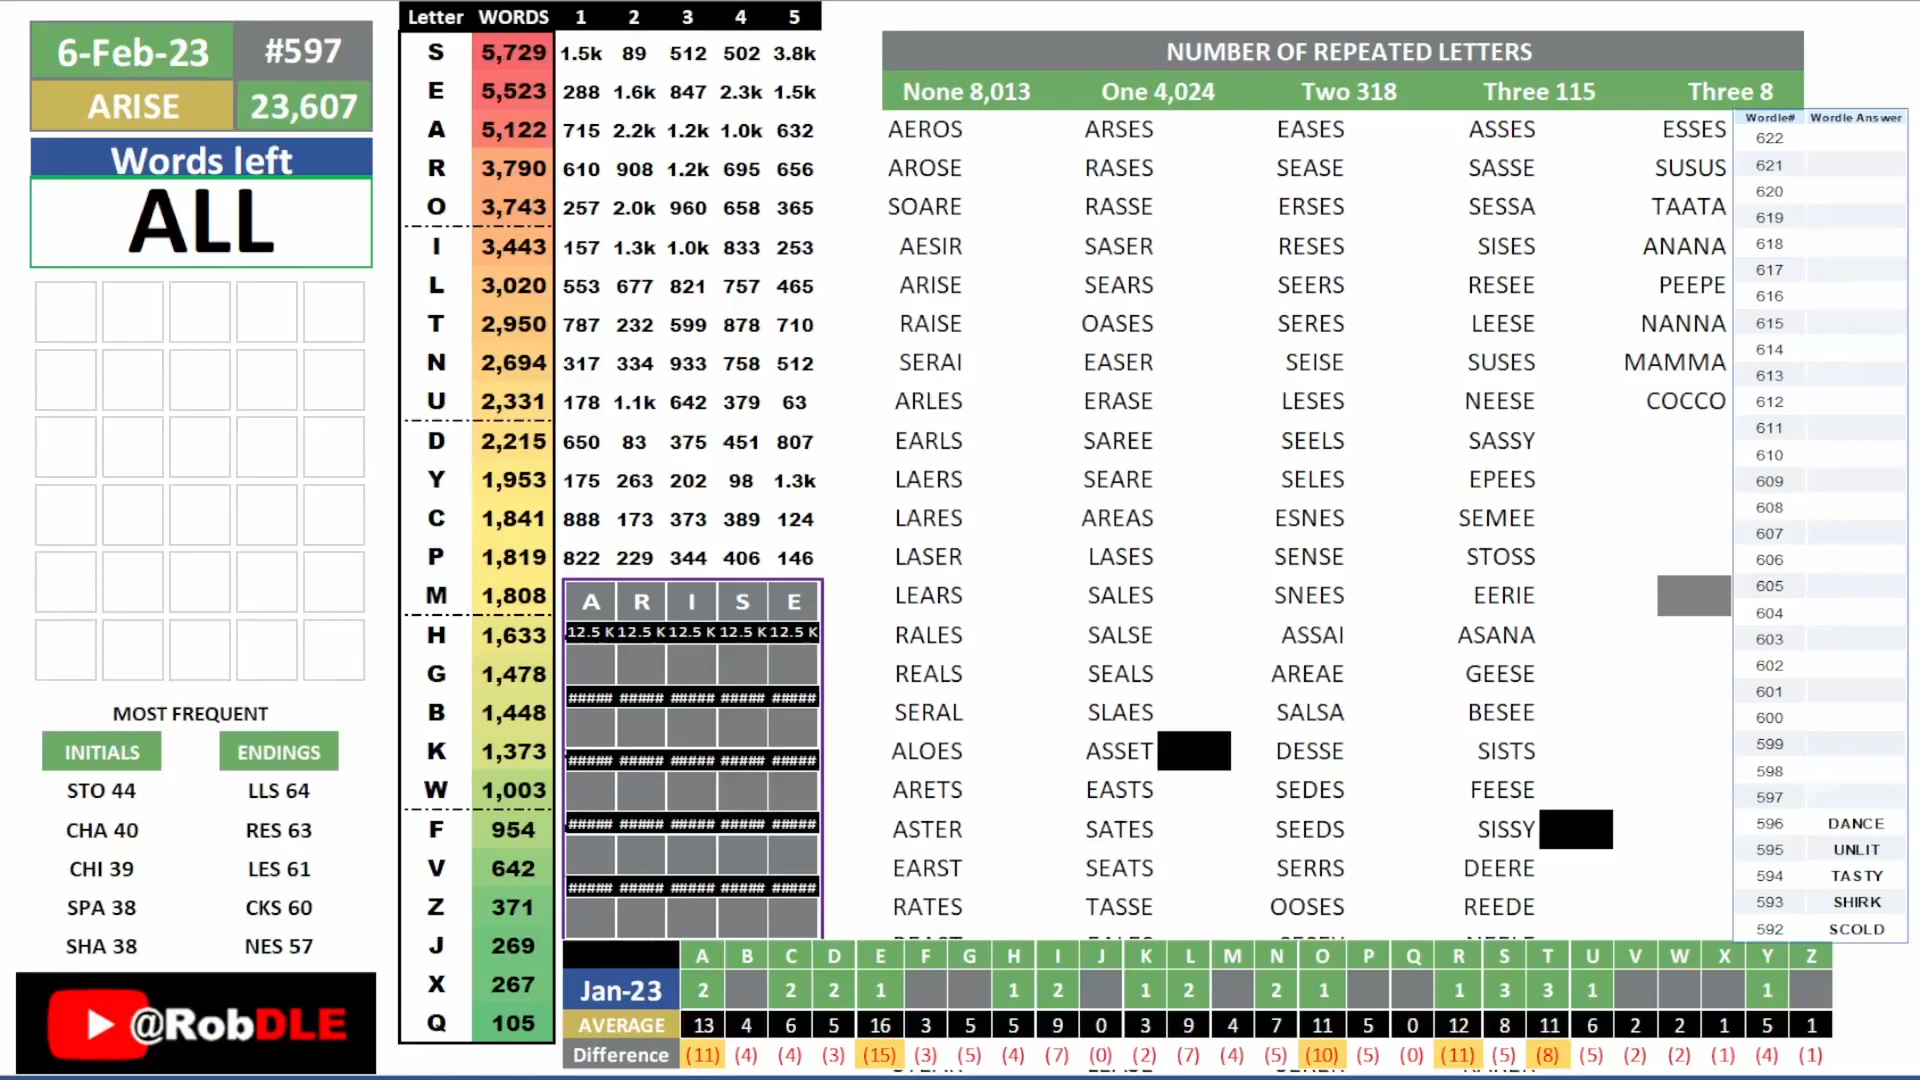 6-Feb-23 #597
ARISE 23,607
Words left
ALL
MOST FREQUENT
INITIALS ENDINGS
STO 44 LLS 64
CHA 40 RES 63
CHI 39 LES 61
SPA 38 CKS 60
SHA 38 NES 57
@RobDLE
Letter WORDS 1 2 3 4 5
S 5,729 1.5k 89 512 502 3.8k
E 5,523 288 1.6k 847 2.3k 1.5k
A 5,122 715 2.2k 1.2k 1.0k 632
R 3,790 610 908 1.2k 695 656
O 3,743 257 2.0k 960 658 365
I 3,443 157 1.3k 1.0k 833 253
L 3,020 553 677 821 757 465
T 2,950 787 232 599 878 710
N 2,694 317 334 933 758 512
U 2,331 178 1.1k 642 379 63
D 2,215 650 83 375 451 807
Y 1,953 175 263 202 98 1.3k
C 1,841 888 173 373 389 124
P 1,819 822 229 344 406 146
M 1,808
H 1,633
G 1,478
B 1,448
K 1,373
W 1,003
F 954
V 642
Z 371
J 269
X 267
Q 105
A R I S E
12.5 K 12.5 K 12.5 K 12.5 K 12.5 K
##### ##### ##### ##### #####
##### ##### ##### ##### #####
##### ##### ##### ##### #####
##### ##### ##### ##### #####
NUMBER OF REPEATED LETTERS
None 8,013 One 4,024 Two 318 Three 115 Three 8
AEROS ARSES EASES ASSES ESSES
AROSE RASES SEASE SASSE SUSUS
SOARE RASSE ERSES SESSA TAATA
AESIR SASER RESES SISES ANANA
ARISE SEARS SEERS RESEE PEEPE
RAISE OASES SERES LEESE NANNA
SERAI EASER SEISE SUSES MAMMA
ARLES ERASE LESES NEESE COCCO
EARLS SAREE SEELS SASSY
LAERS SEARE SELES EPEES
LARES AREAS ESNES SEMEE
LASER LASES SENSE STOSS
LEARS SALES SNEES EERIE
RALES SALSE ASSAI ASANA
REALS SEALS AREAE GEESE
SERAL SLAES SALSA BESEE
ALOES ASSET DESSE SISTS
ARETS EASTS SEDES FEESE
ASTER SATES SEEDS SISSY
EARST SEATS SERRS DEERE
RATES TASSE OOSES REEDE
Wordle# Wordle Answer
622
621
620
619
618
617
616
615
614
613
612
611
610
609
608
607
606
605
604
603
602
601
600
599
598
597
596 DANCE
595 UNLIT
594 TASTY
593 SHIRK
592 SCOLD
A B C D E F G H I J K L M N O P Q R S T U V W X Y Z
Jan-23 2 2 2 1 1 2 1 2 2 1 1 3 3 1 1
AVERAGE 13 4 6 5 16 3 5 5 9 0 3 9 4 7 11 5 0 12 8 11 6 2 2 1 5 1
Difference (11) (4) (4) (3) (15) (3) (5) (4) (7) (0) (2) (7) (4) (5) (10) (5) (0) (11) (5) (8) (5) (2) (2) (1) (4) (1)